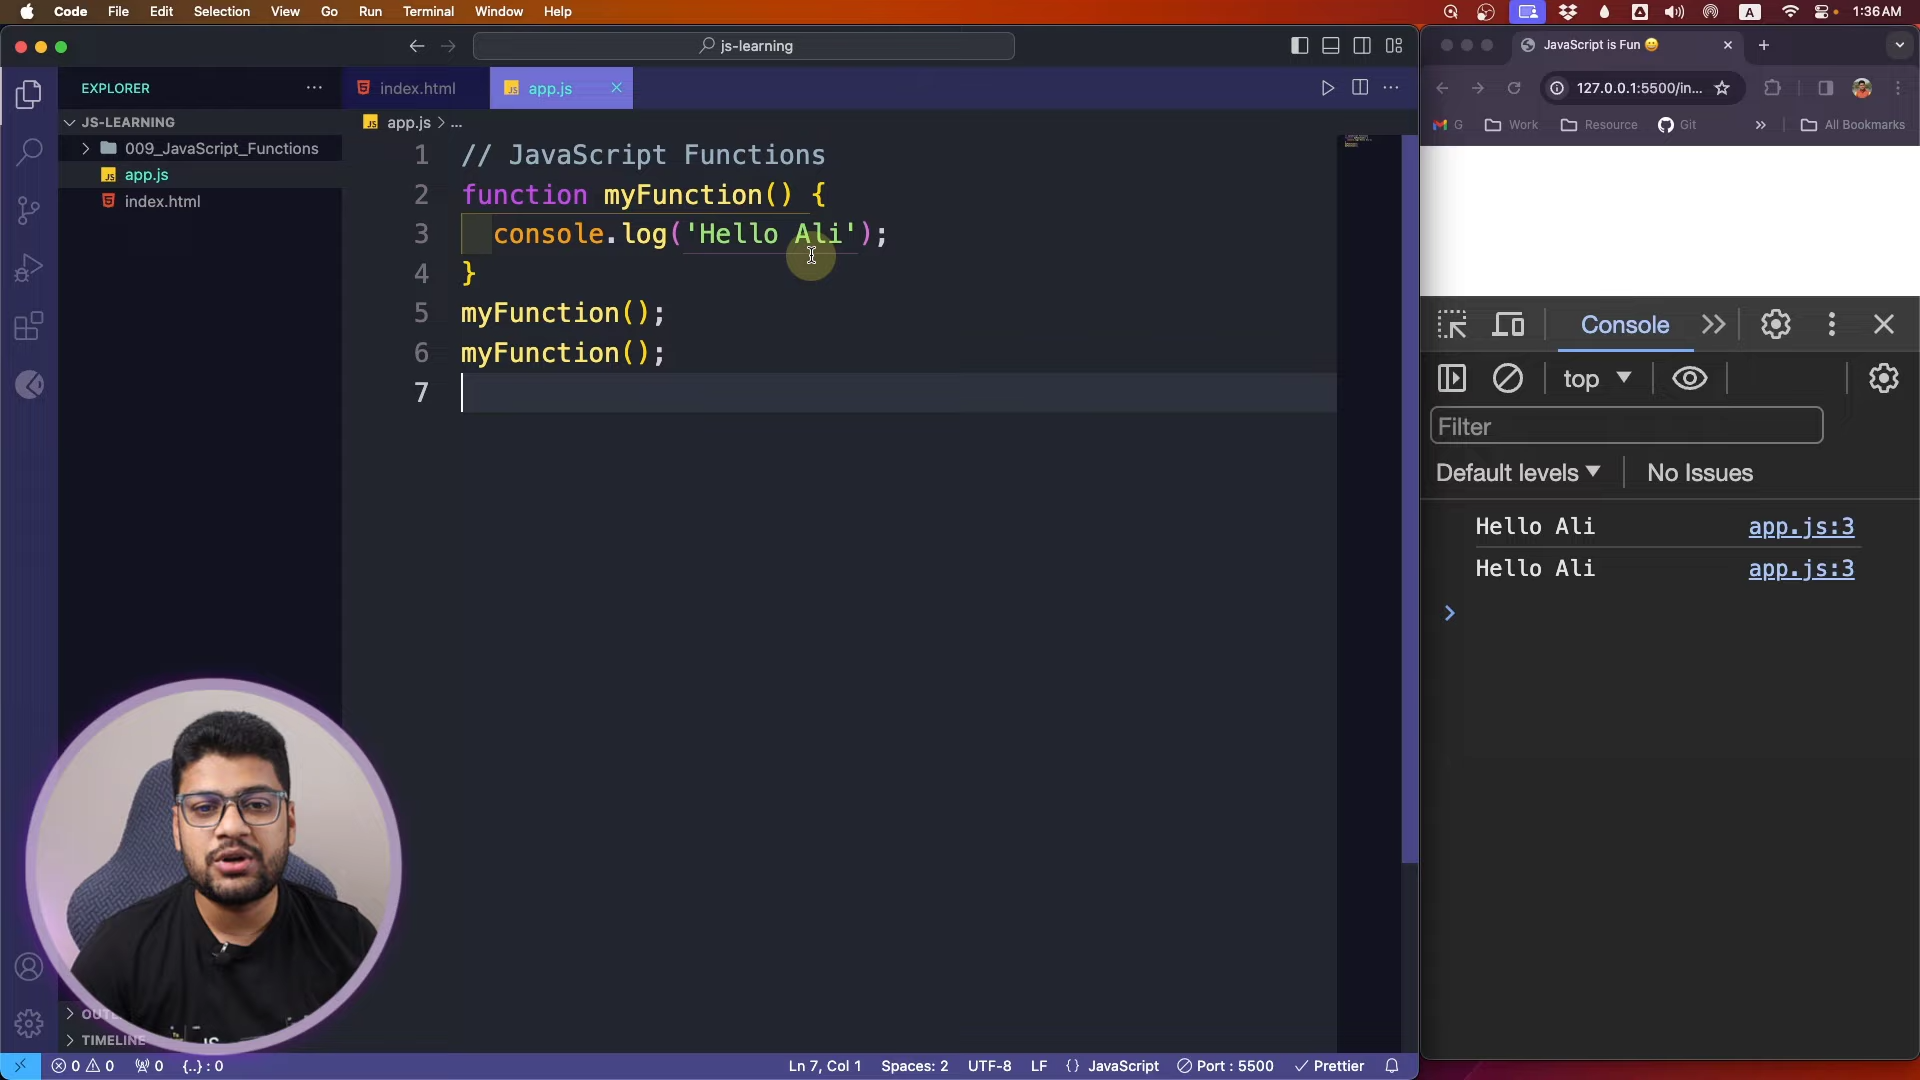 Code File Edit Selection View Go Run Terminal Window Help
A
1:36 AM
js-learning
JavaScript is Fun 😀
EXPLORER
index.html
app.js
127.0.0.1:5500/in...
G Work Resource Git All Bookmarks
JS-LEARNING
app.js > ...
009_JavaScript_Functions
app.js
index.html
1 // JavaScript Functions
2 function myFunction() {
3 console.log('Hello Ali');
4 }
5 myFunction();
6 myFunction();
7
Console
top
Filter
Default levels
No Issues
Hello Ali app.js:3
Hello Ali app.js:3
TIMELINE
0 0 0 {..} : 0
Ln 7, Col 1 Spaces: 2 UTF-8 LF {} JavaScript Port : 5500 Prettier